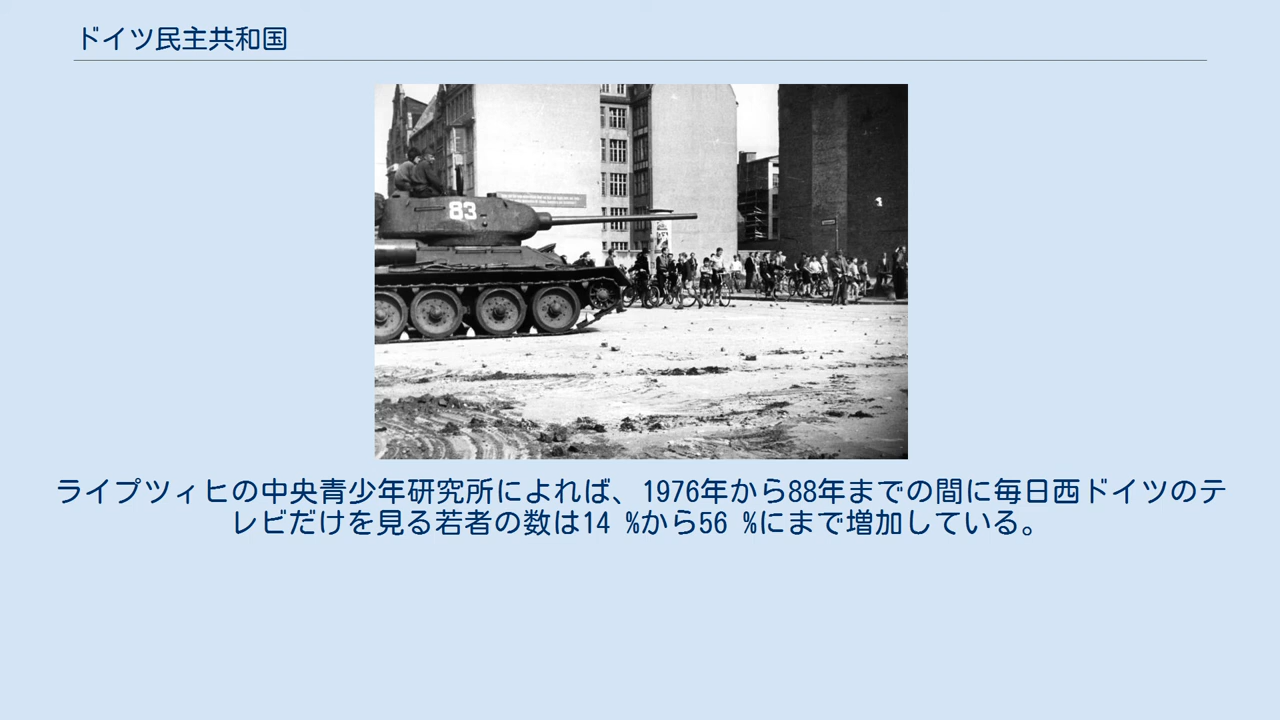 ドイツ民主共和国
83
ライプツィヒの中央青少年研究所によれば、1976年から88年までの間に毎日西ドイツのテ
レビだけを見る若者の数は14 %から56 %にまで増加している。